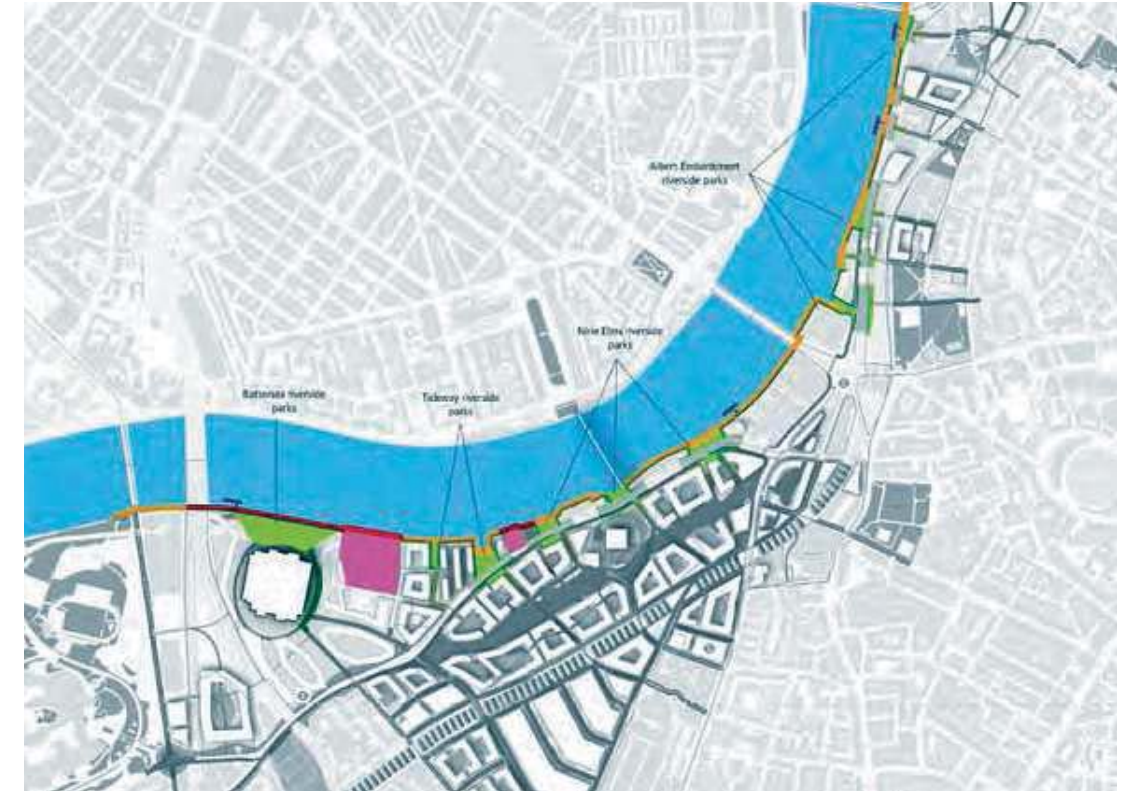 Albert Embankment
riverside parks
Nine Elms riverside
parks
Battersea riverside
parks
Tideway riverside
parks